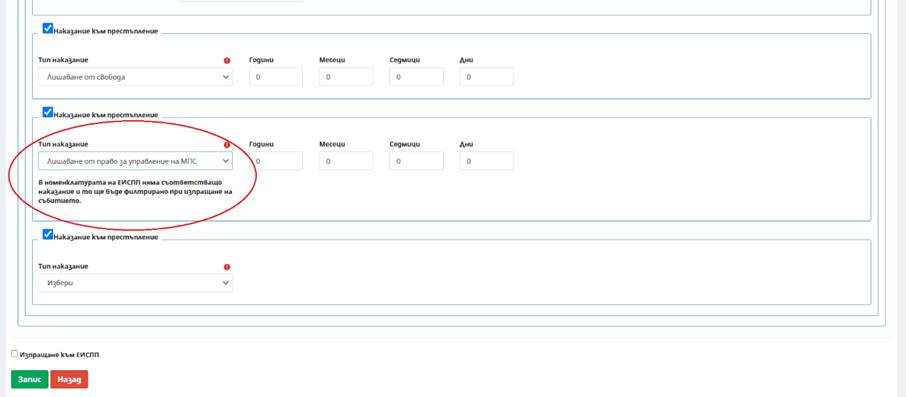 Наказание към престъпление
Тип наказание Години Месеци Седмици Дни
Лишаване от свобода 0 0 0 0
Наказание към престъпление
Тип наказание Години Месеци Седмици Дни
Лишаване от право за управление на МПС 0 0 0 0
В номенклатурата на ЕИСПП няма съответстващо
наказание и то ще бъде филтрирано при изпращане на
събитието.
Наказание към престъпление
Тип наказание
Избери
Изпращане към ЕИСПП
Запис Назад